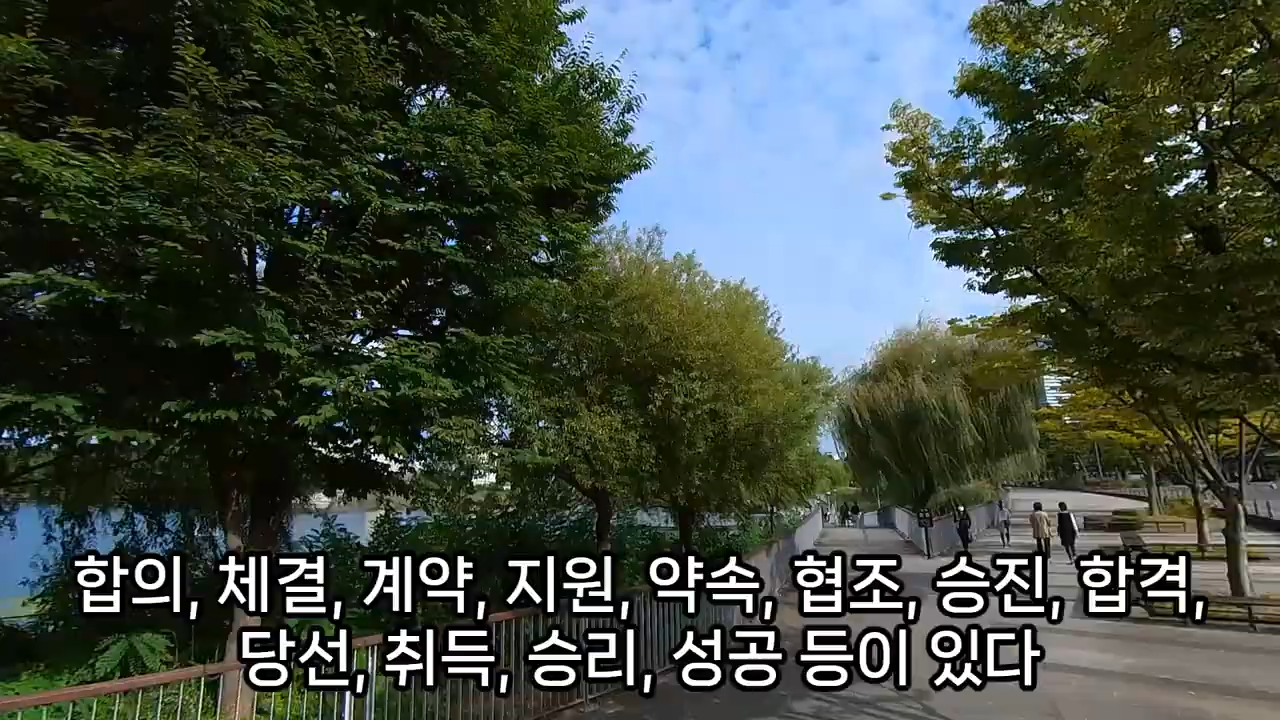 합의, 체결, 계약, 지원, 약속, 협조, 승진, 합격,
당선, 취득, 승리, 성공 등이 있다